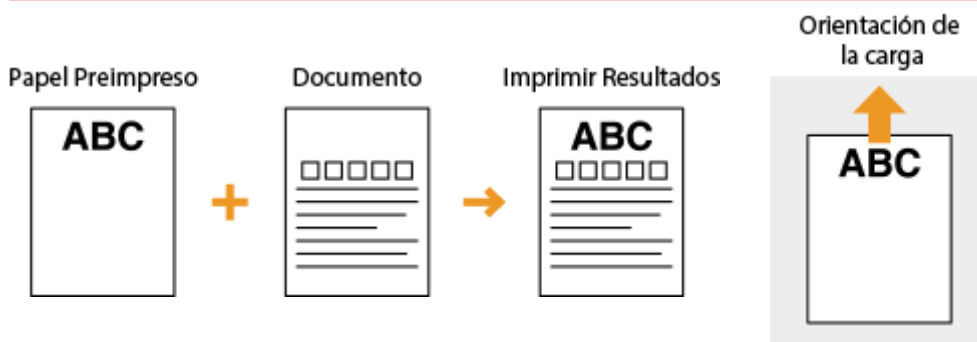 Orientación de
la carga
Papel Preimpreso
Documento
Imprimir Resultados
ABC
ABC
ABC